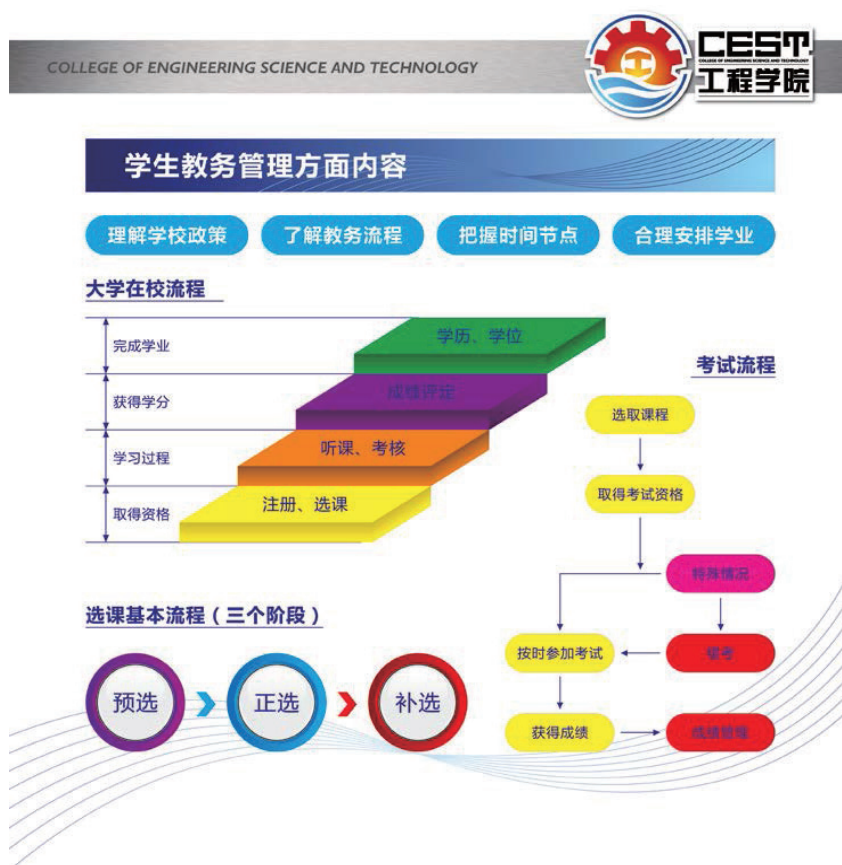 COLLEGE OF ENGINEERING SCIENCE AND TECHNOLOGY
CEST
COLLEGE OF ENGINEERING SCIENCE AND TECHNOLOGY
工程学院
学生教务管理方面内容
理解学校政策
了解教务流程
把握时间节点
合理安排学业
大学在校流程
完成学业
学历、学位
获得学分
成绩评定
学习过程
听课、考核
取得资格
注册、选课
考试流程
选取课程
取得考试资格
特殊情况
按时参加考试
缓考
获得成绩
成绩管理
选课基本流程（三个阶段）
预选
正选
补选